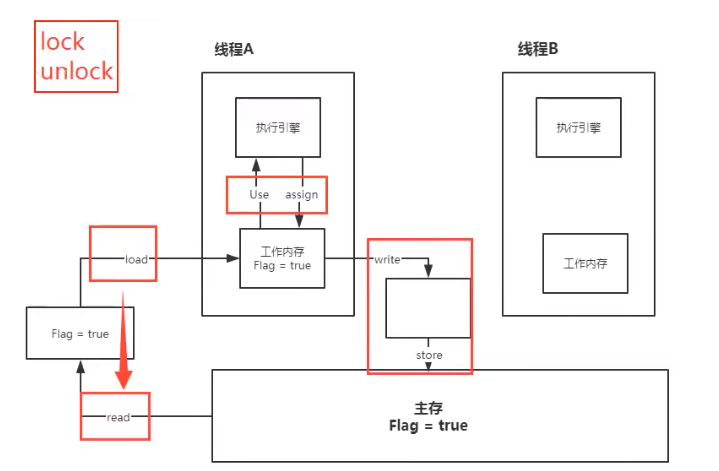 lock
unlock
线程A
线程B
执行引擎
执行引擎
Use
assign
工作内存
Flag = true
工作内存
load
write
Flag = true
store
read
主存
Flag = true